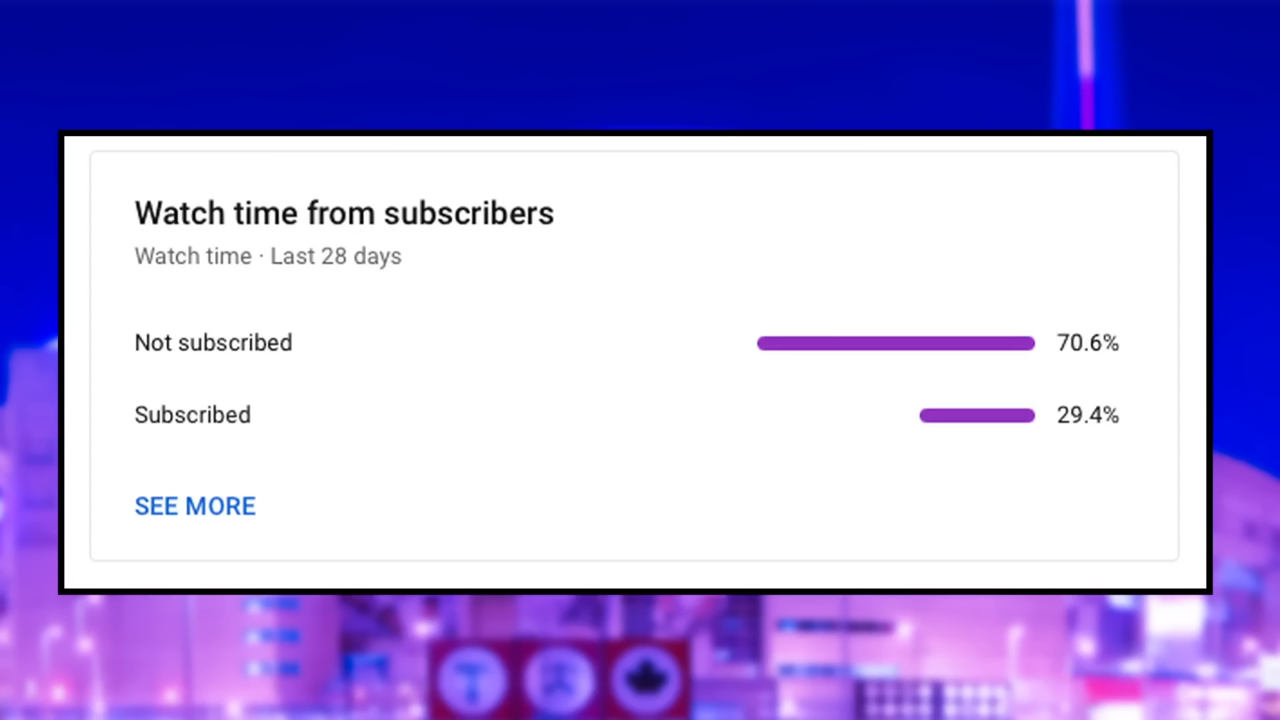 Watch time from subscribers
Watch time · Last 28 days
Not subscribed 70.6%
Subscribed 29.4%
SEE MORE